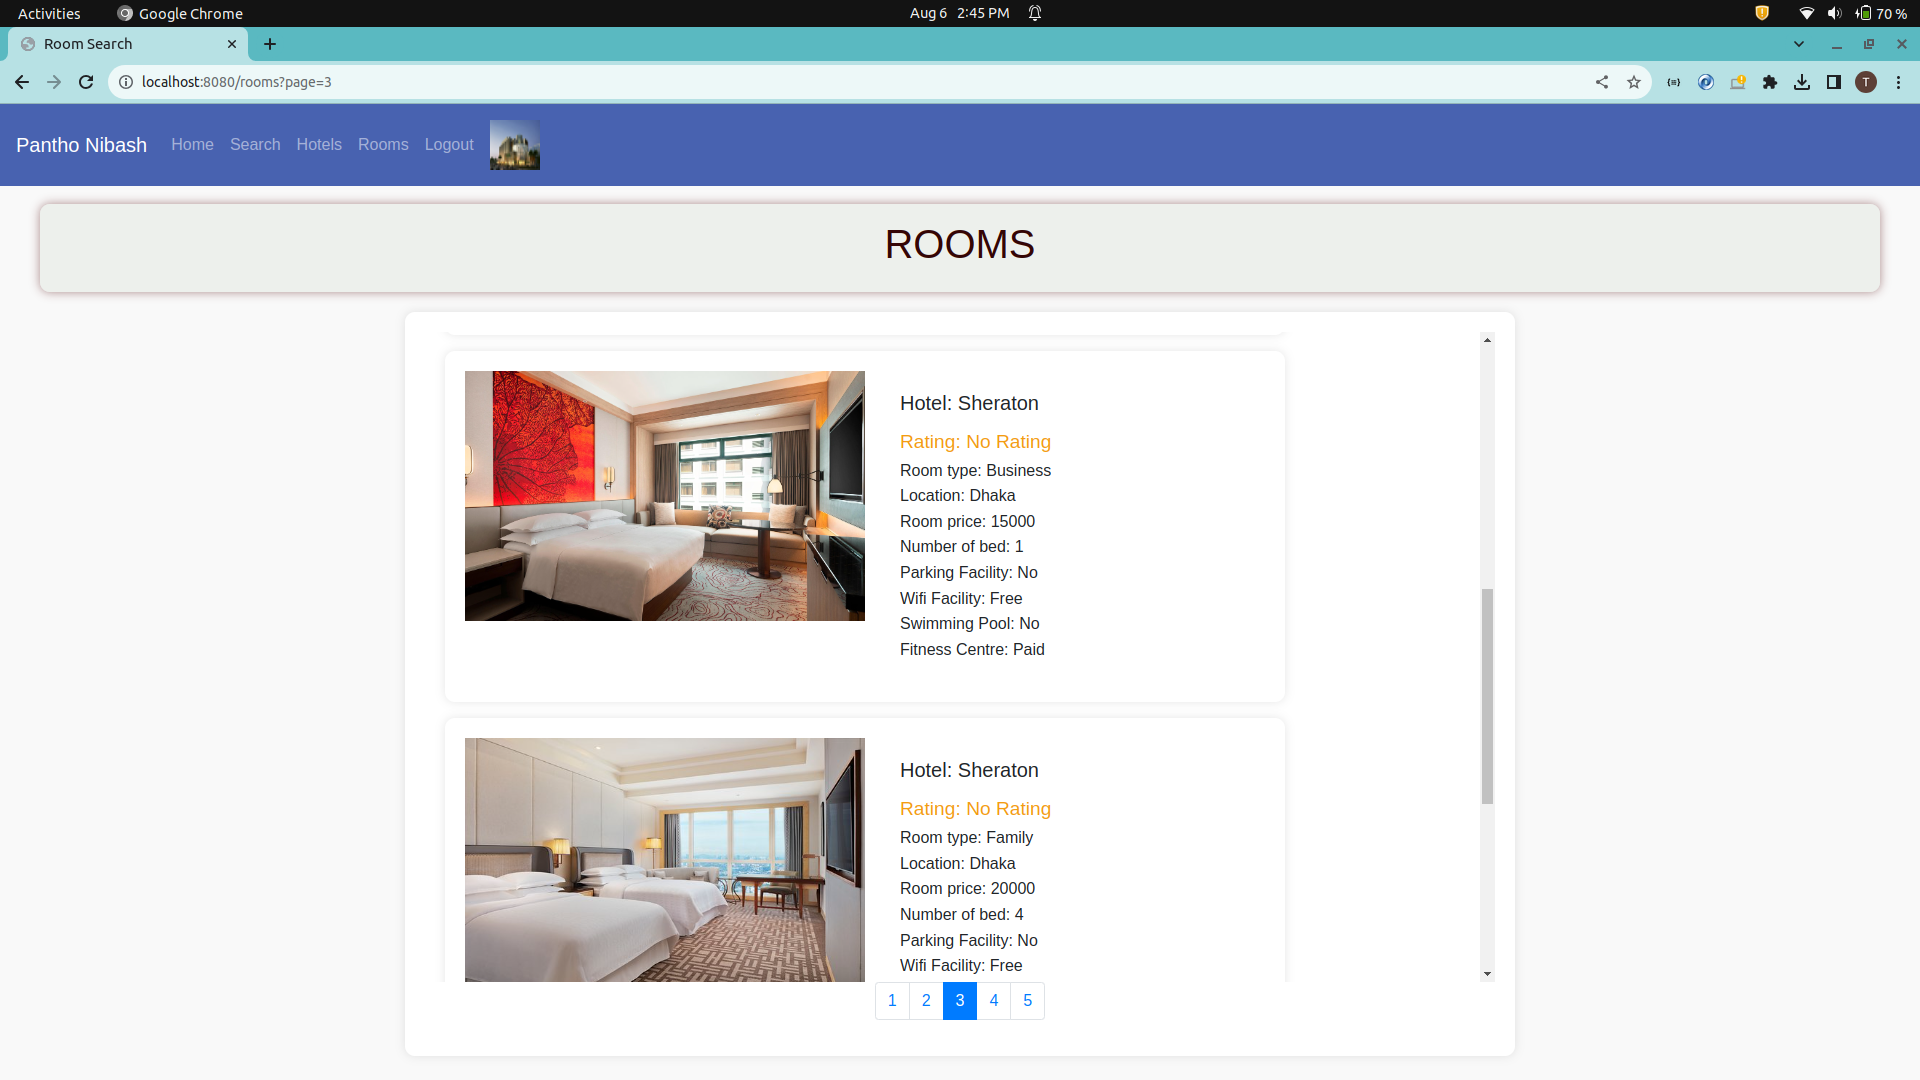 Activities
Google Chrome
Aug 6 2:45 PM
70 %
Room Search
localhost:8080/rooms?page=3
T
Pantho Nibash
Home
Search
Hotels
Rooms
Logout
ROOMS
Hotel: Sheraton
Rating: No Rating
Room type: Business
Location: Dhaka
Room price: 15000
Number of bed: 1
Parking Facility: No
Wifi Facility: Free
Swimming Pool: No
Fitness Centre: Paid
Hotel: Sheraton
Rating: No Rating
Room type: Family
Location: Dhaka
Room price: 20000
Number of bed: 4
Parking Facility: No
Wifi Facility: Free
1 2 3 4 5